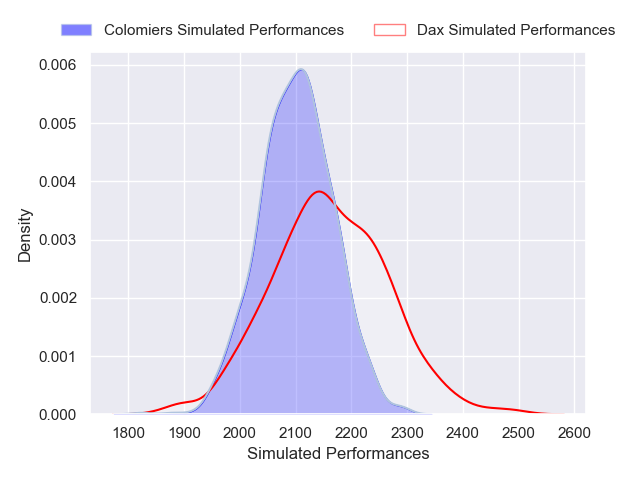 Colomiers Simulated Performances Dax Simulated Performances
0.006
0.005
0.004
0.003
0.002
0.001
0.000
Density
1800 1900 2000 2100 2200 2300 2400 2500 2600
Simulated Performances